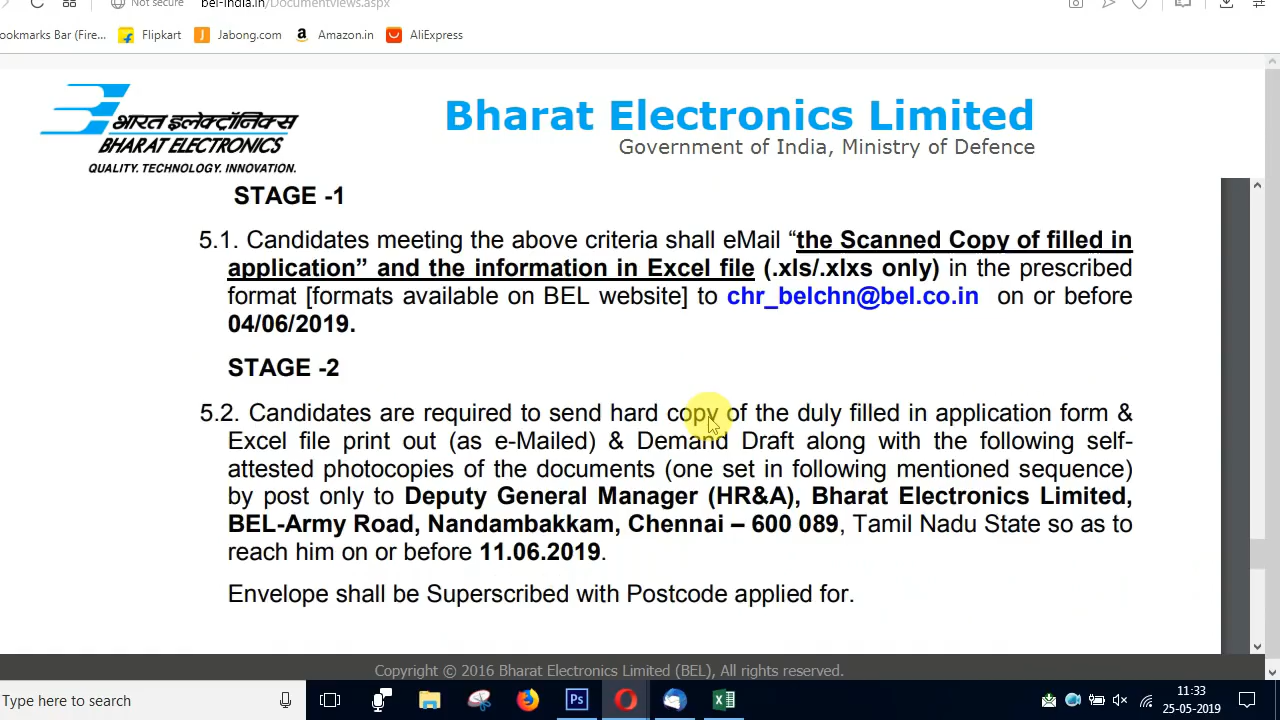 Not secure bel-india.in/Documentviews.aspx
ookmarks Bar (Fire... Flipkart Jabong.com Amazon.in AliExpress
भारत इलेक्ट्रॉनिक्स
BHARAT ELECTRONICS
QUALITY. TECHNOLOGY. INNOVATION.
Bharat Electronics Limited
Government of India, Ministry of Defence
STAGE -1
5.1. Candidates meeting the above criteria shall eMail “the Scanned Copy of filled in
application” and the information in Excel file (.xls/.xlxs only) in the prescribed
format [formats available on BEL website] to chr_belchn@bel.co.in on or before
04/06/2019.
STAGE -2
5.2. Candidates are required to send hard copy of the duly filled in application form &
Excel file print out (as e-Mailed) & Demand Draft along with the following self-
attested photocopies of the documents (one set in following mentioned sequence)
by post only to Deputy General Manager (HR&A), Bharat Electronics Limited,
BEL-Army Road, Nandambakkam, Chennai – 600 089, Tamil Nadu State so as to
reach him on or before 11.06.2019.
Envelope shall be Superscribed with Postcode applied for.
Copyright © 2016 Bharat Electronics Limited (BEL), All rights reserved.
Type here to search
Ps
11:33
25-05-2019